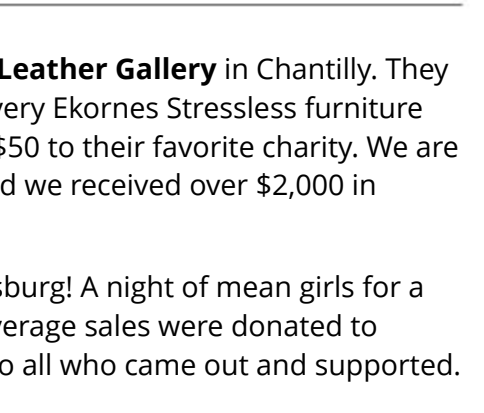 Leather Gallery in Chantilly. They
very Ekornes Stressless furniture
$50 to their favorite charity. We are
d we received over $2,000 in
sburg! A night of mean girls for a
verage sales were donated to
o all who came out and supported.